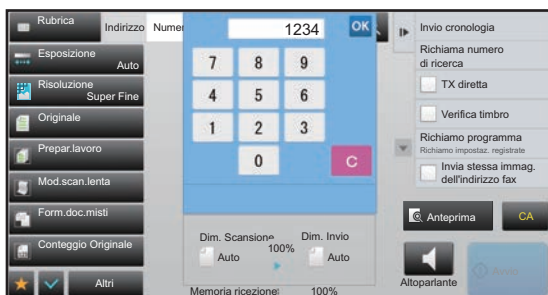 Rubrica
Indirizzo
Numer
1234
OK
Invio cronologia
Richiama numero
di ricerca
TX diretta
Verifica timbro
Richiamo programma
Richiamo impostaz. registrate
Invia stessa immag.
dell'indirizzo fax
Esposizione
Auto
Risoluzione
Super Fine
Originale
Prepar.lavoro
Mod.scan.lenta
Form.doc.misti
Conteggio Originale
Altri
7 8 9
4 5 6
1 2 3
0 C
Dim. Scansione
Auto
100%
Dim. Invio
Auto
Memoria ricezione: 100%
Anteprima
CA
Altoparlante
Avvio